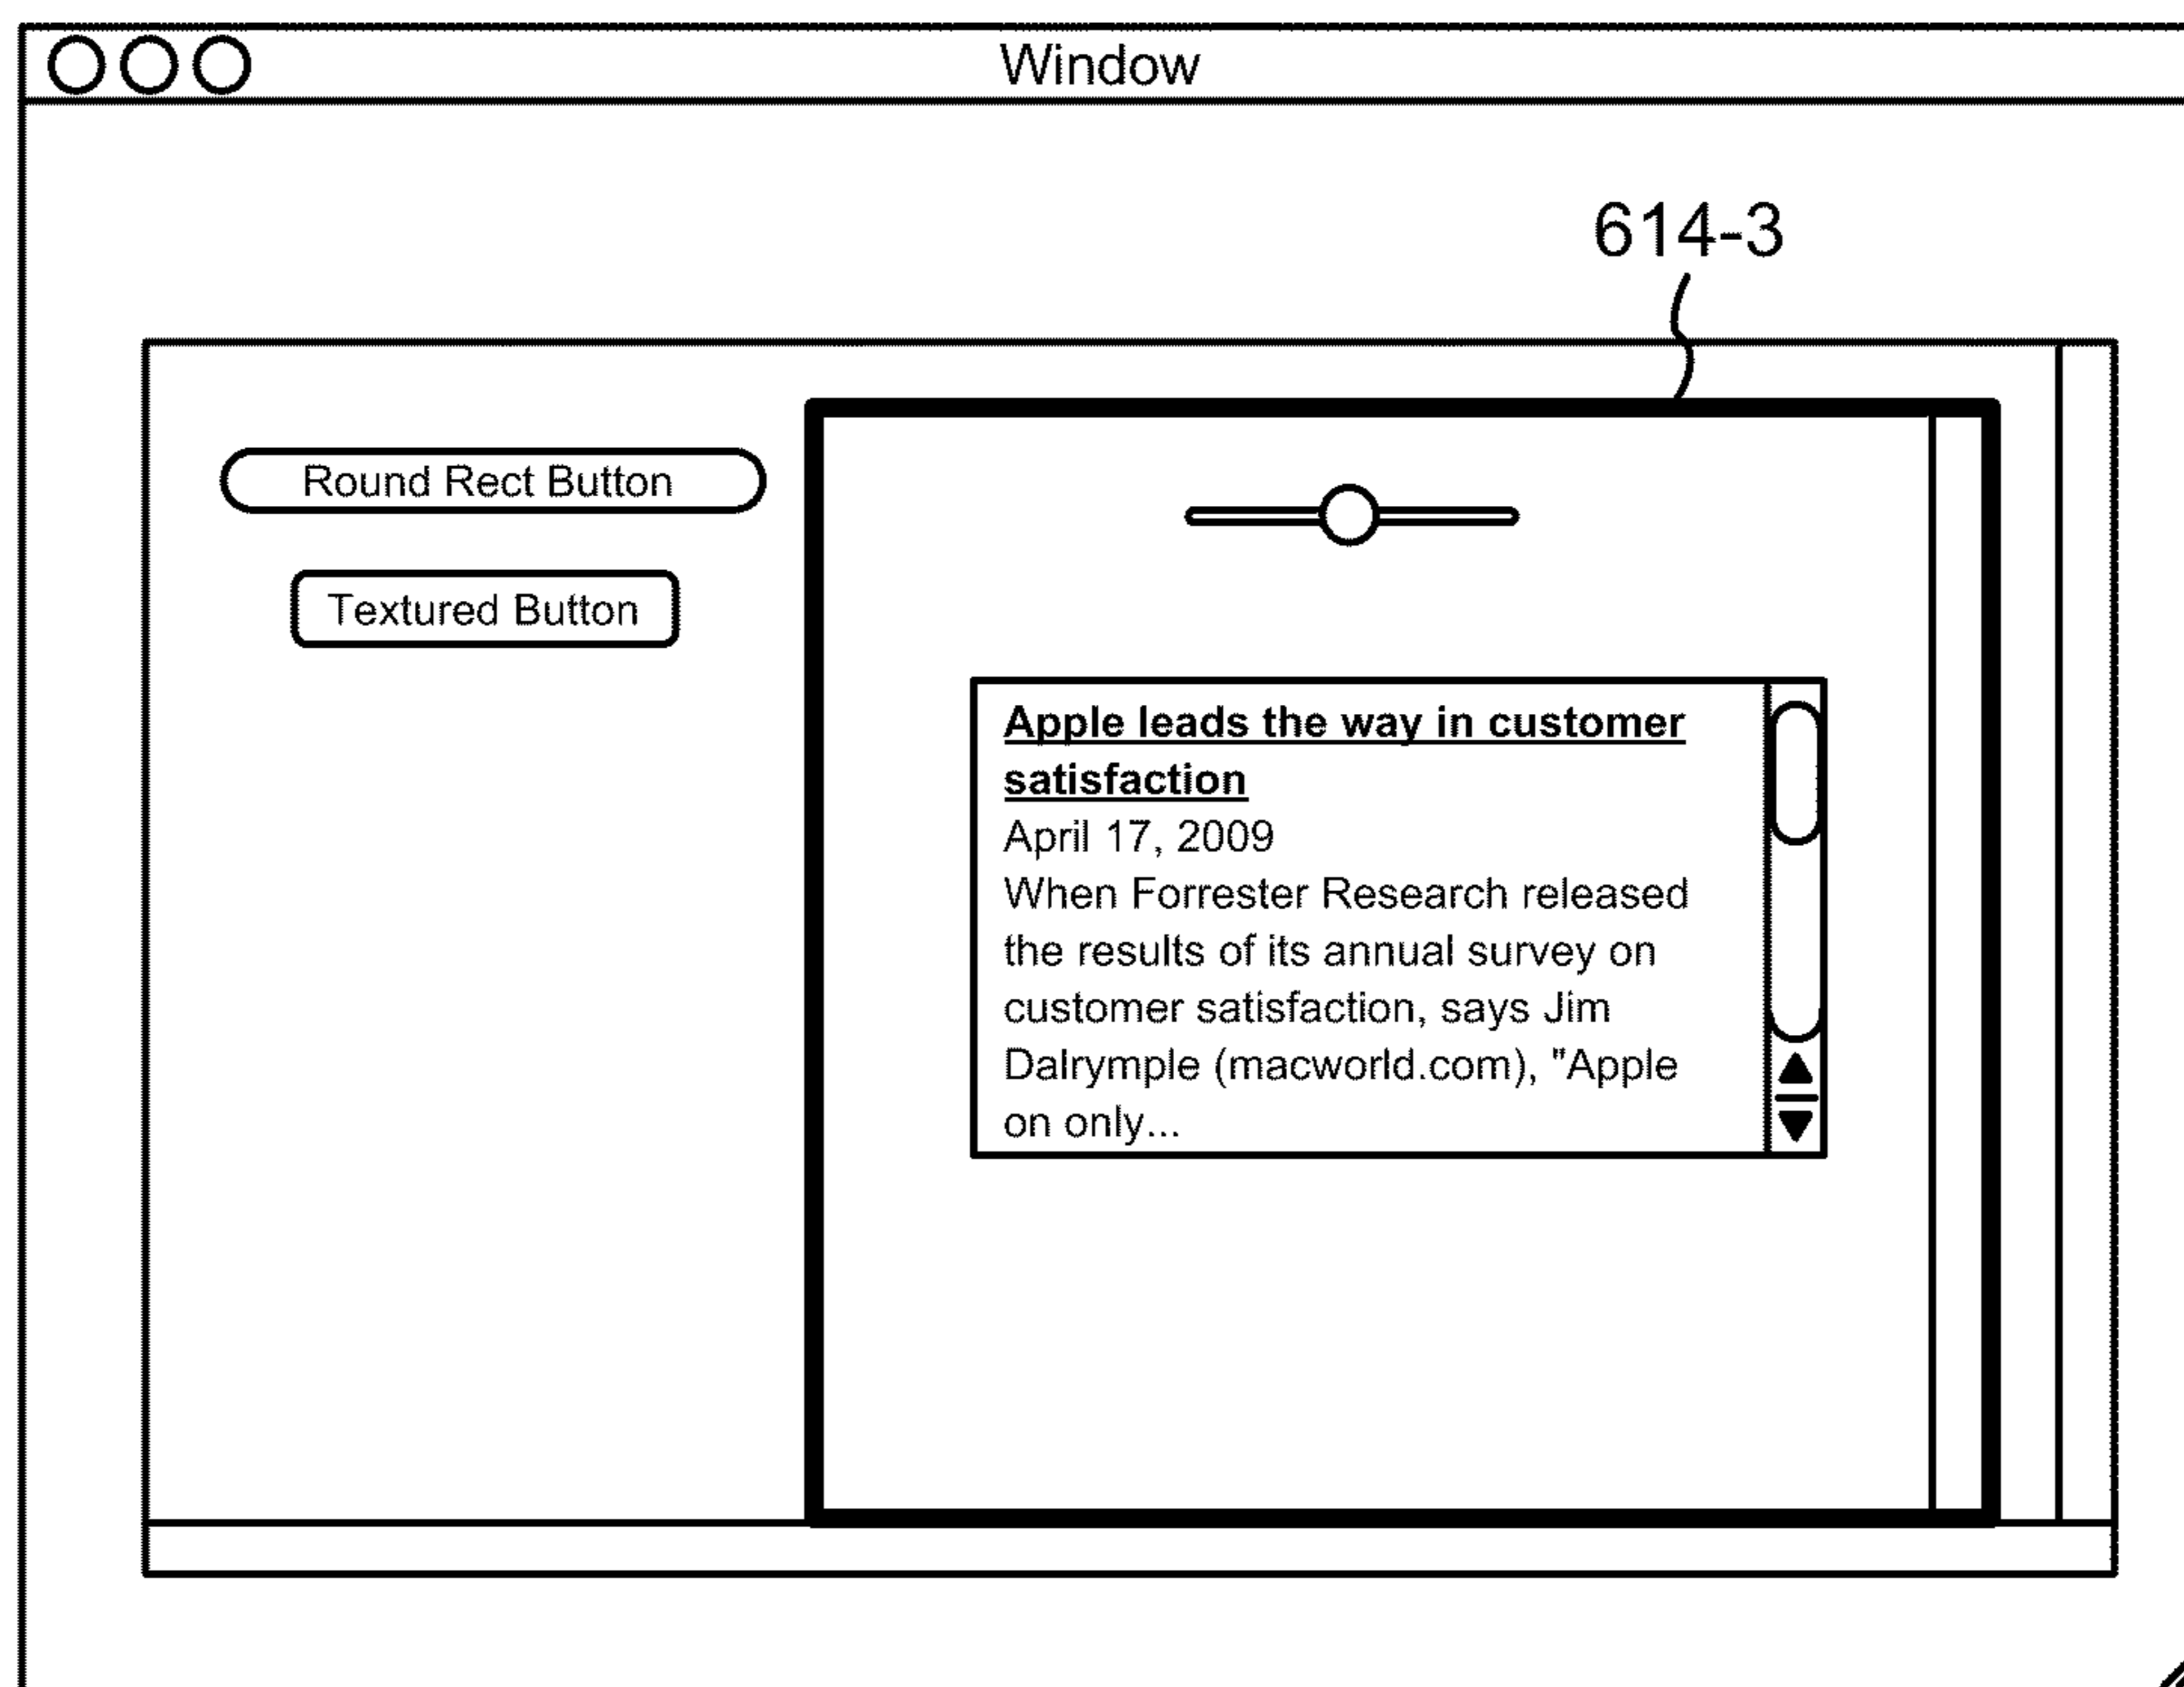 Window
614-3
Round Rect Button
Textured Button
Apple leads the way in customer
satisfaction
April 17, 2009
When Forrester Research released
the results of its annual survey on
customer satisfaction, says Jim
Dalrymple (macworld.com), "Apple
on only...